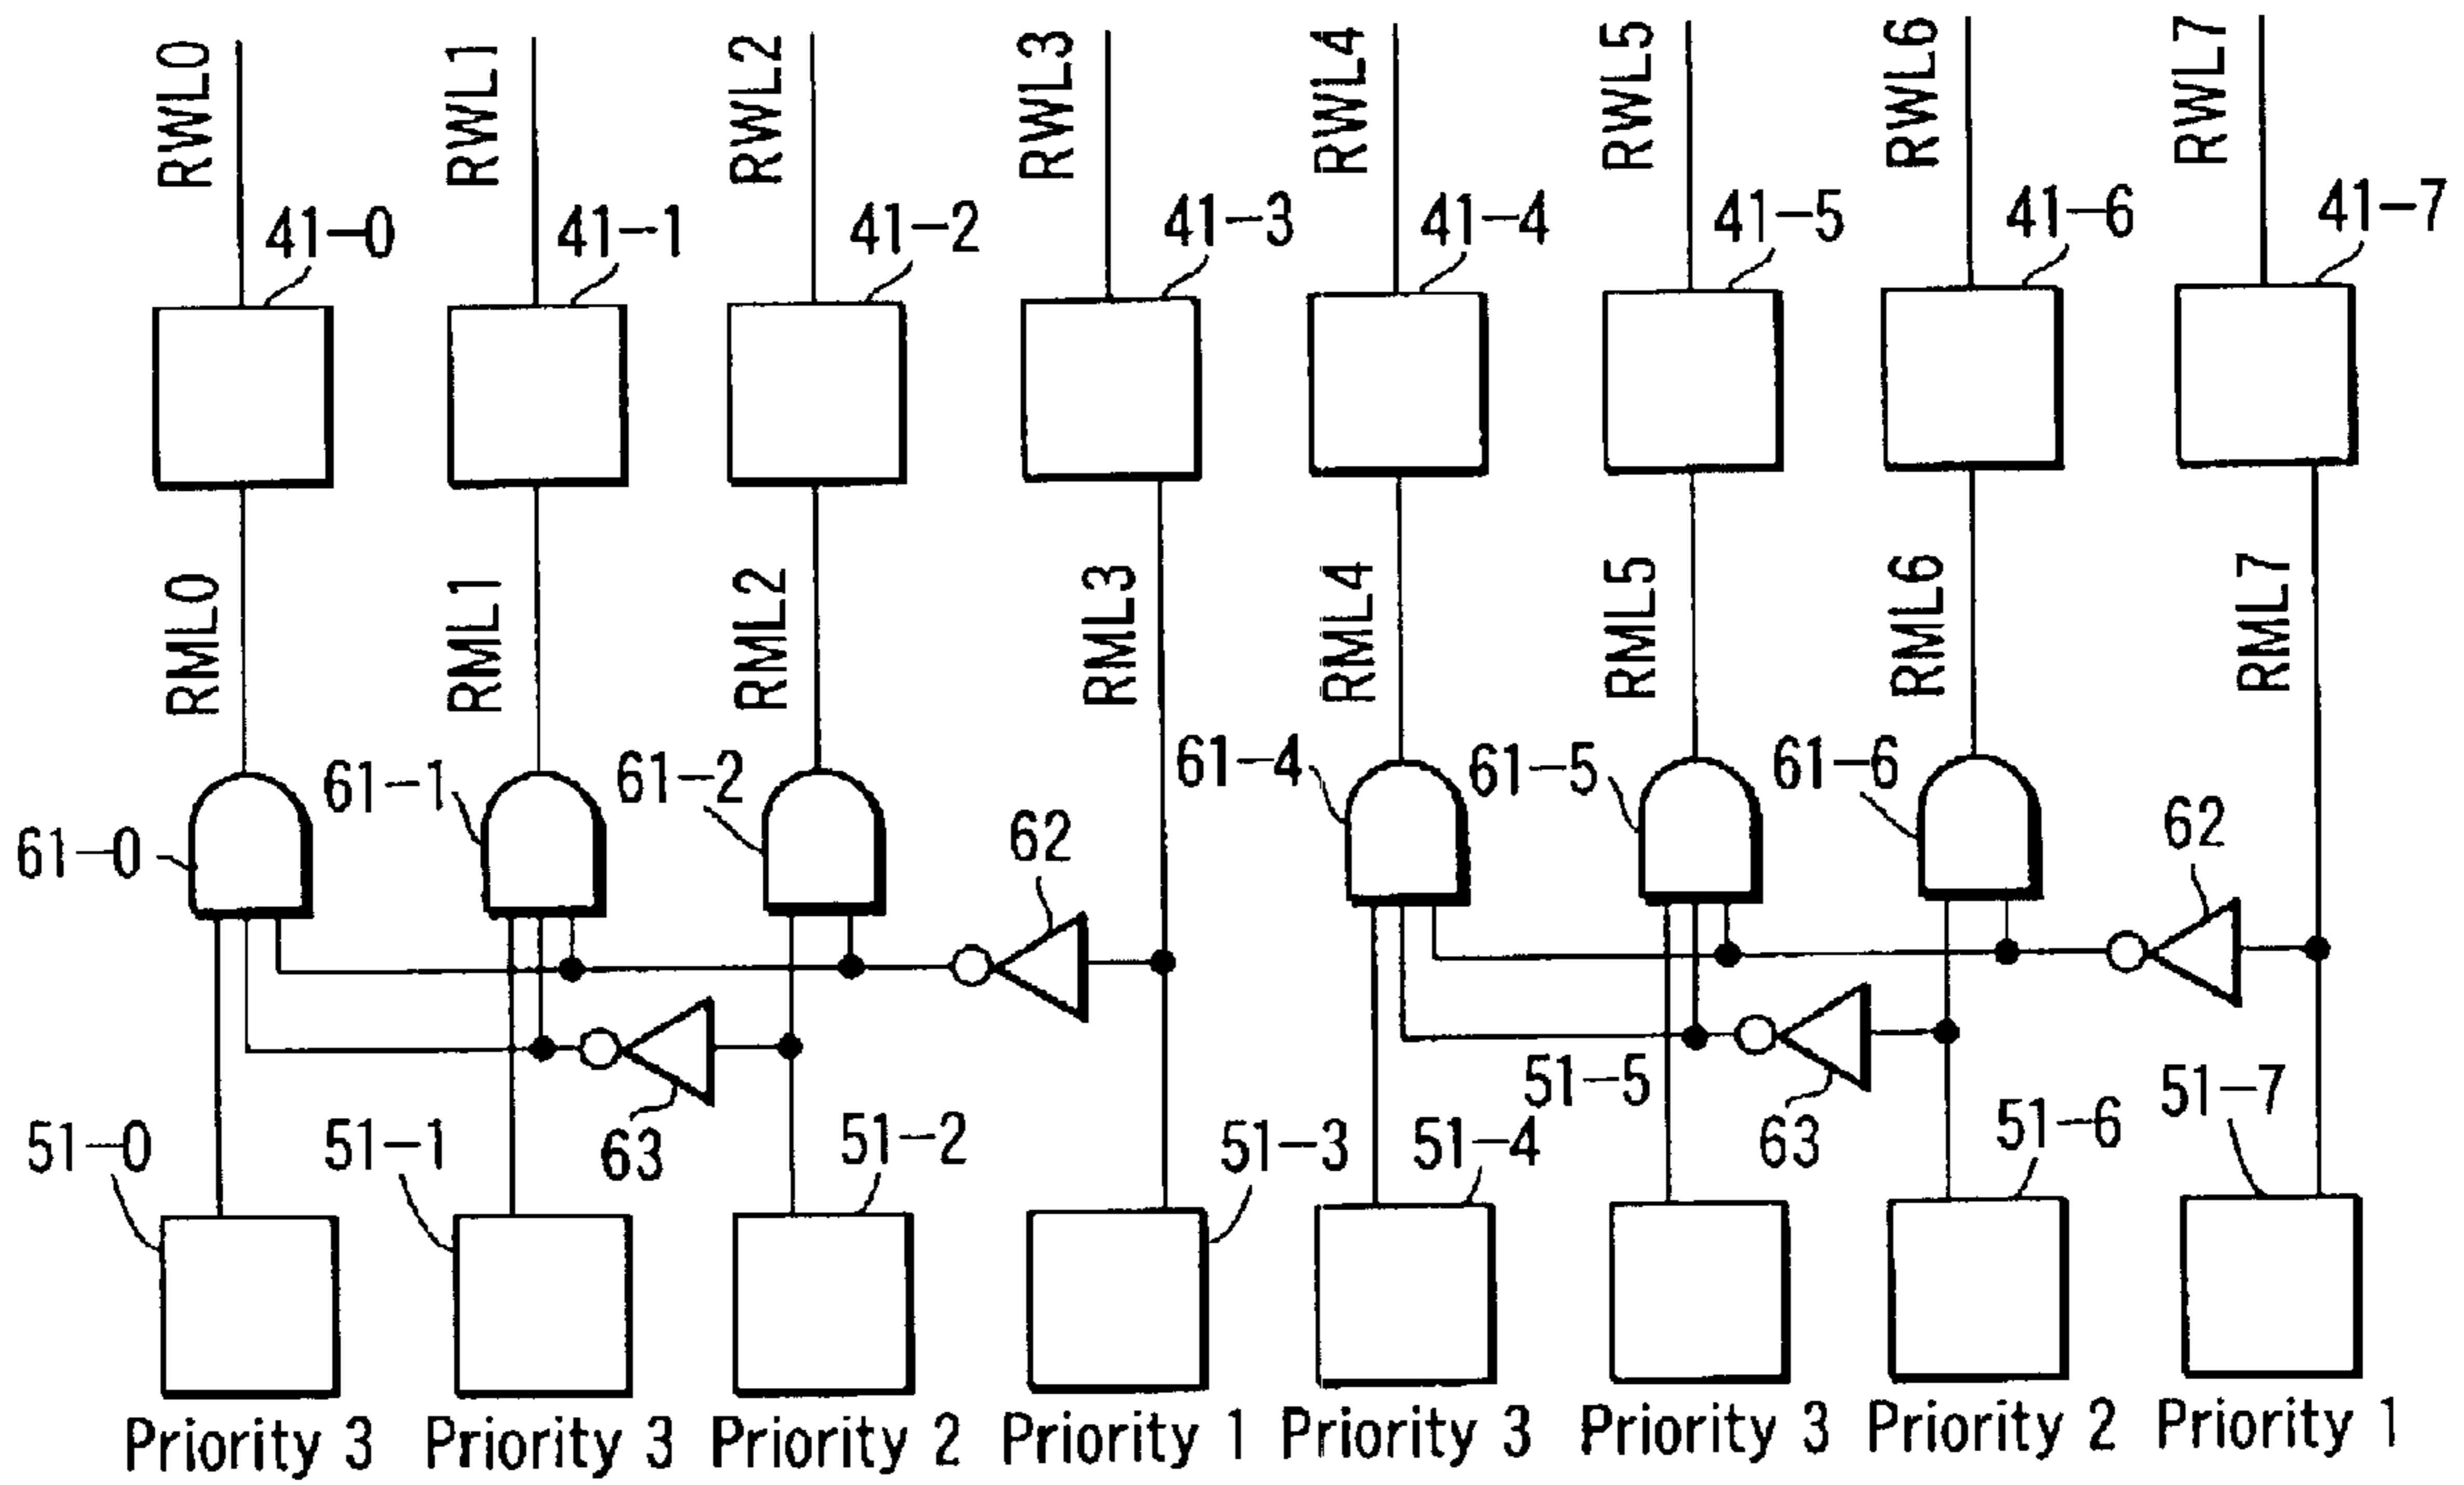 RWL0 RWL1 RWL2 RWL3 RWL4 RWL5 RWL6 RWL7
41-0 41-1 41-2 41-3 41-4 41-5 41-6 41-7
RML0 RML1 RML2 RML3 RML4 RML5 RML6 RML7
61-0 61-1 61-2 62 61-4 61-5 61-6 62
51-0 51-1 63 51-2 51-3 51-4 51-5 63 51-6 51-7
Priority 3 Priority 3 Priority 2 Priority 1 Priority 3 Priority 3 Priority 2 Priority 1